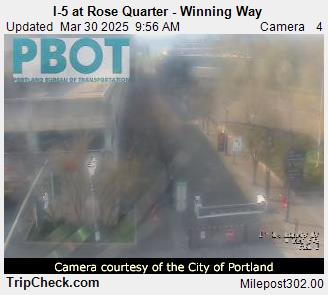 I-5 at Rose Quarter - Winning Way
Updated Mar 30 2025 9:56 AM Camera 4
PBOT
PORTLAND BUREAU OF TRANSPORTATION
Camera courtesy of the City of Portland
TripCheck.com Milepost302.00